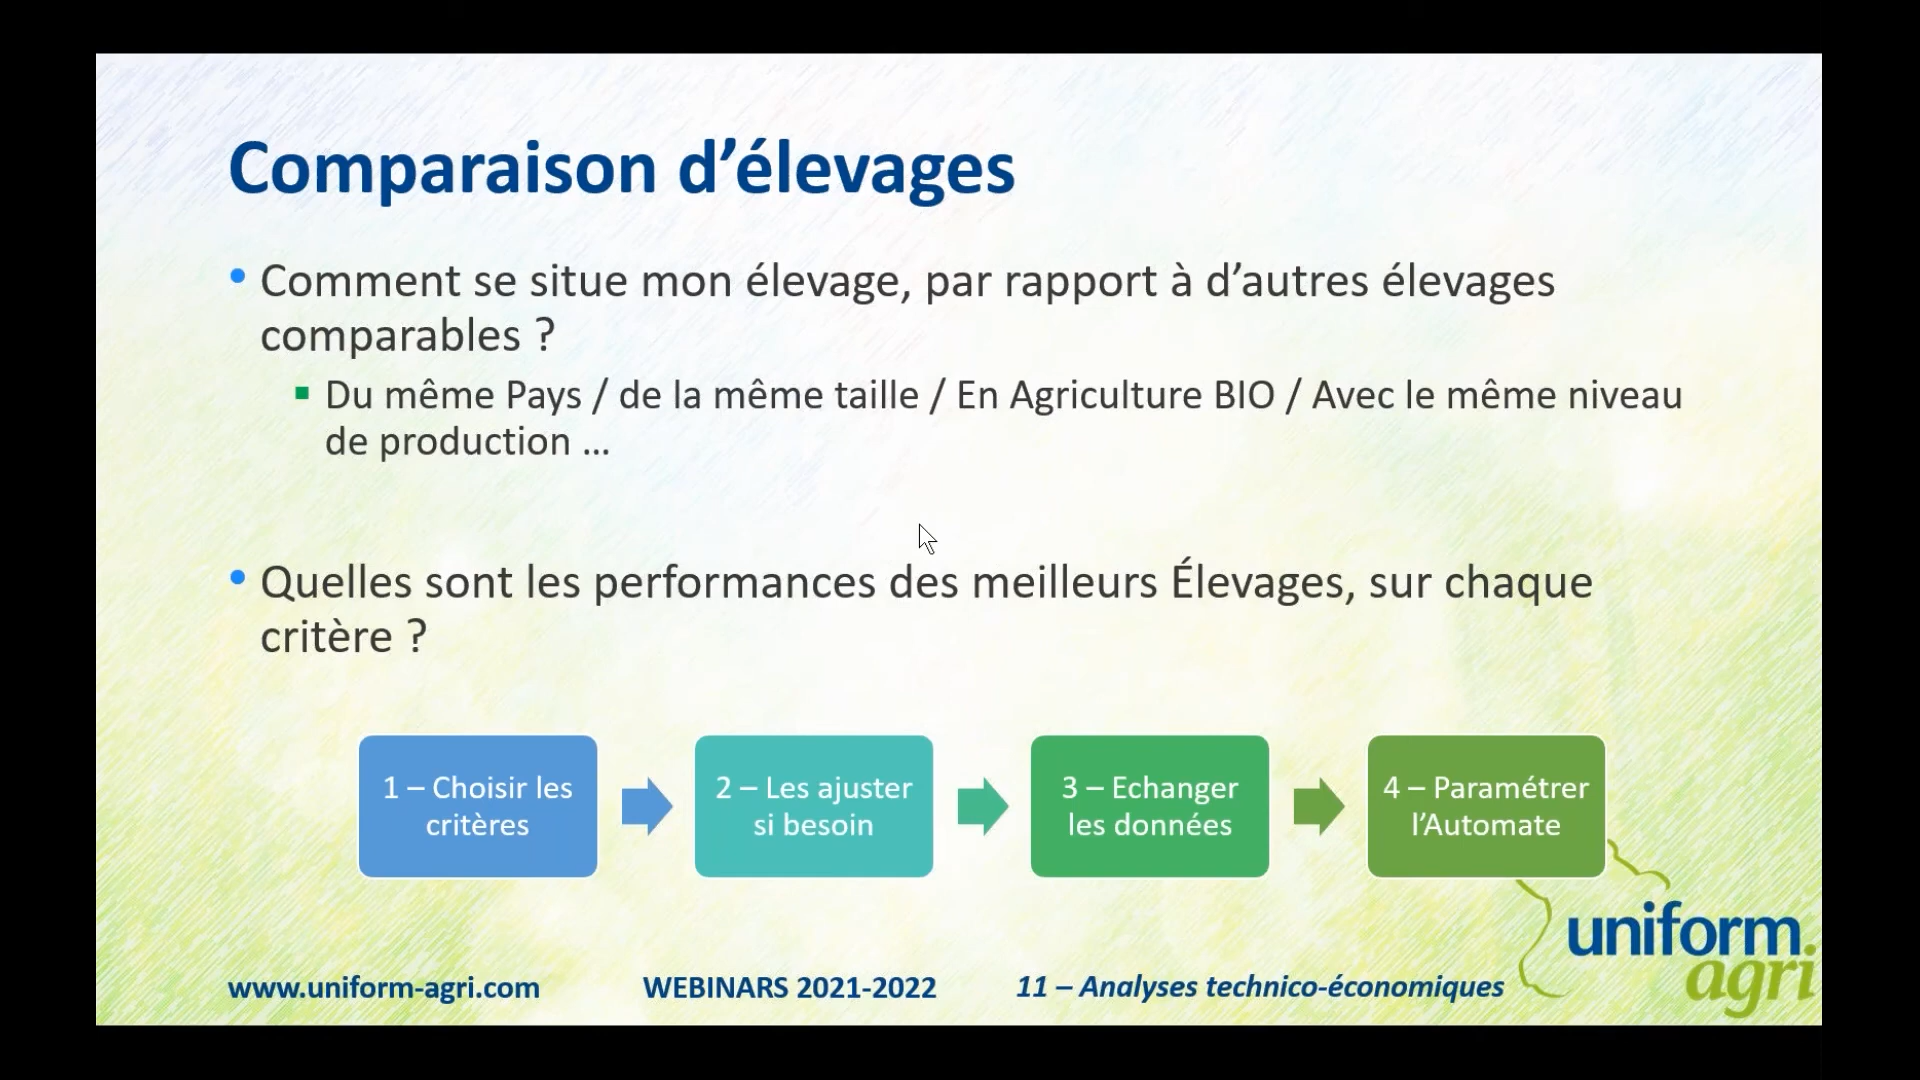 Comparaison d’élevages
• Comment se situe mon élevage, par rapport à d’autres élevages
comparables ?
▪ Du même Pays / de la même taille / En Agriculture BIO / Avec le même niveau
de production ...
• Quelles sont les performances des meilleurs Élevages, sur chaque
critère ?
1 – Choisir les
critères
2 – Les ajuster
si besoin
3 – Echanger
les données
4 – Paramétrer
l’Automate
www.uniform-agri.com
WEBINARS 2021-2022
11 – Analyses technico-économiques
uniform
agri